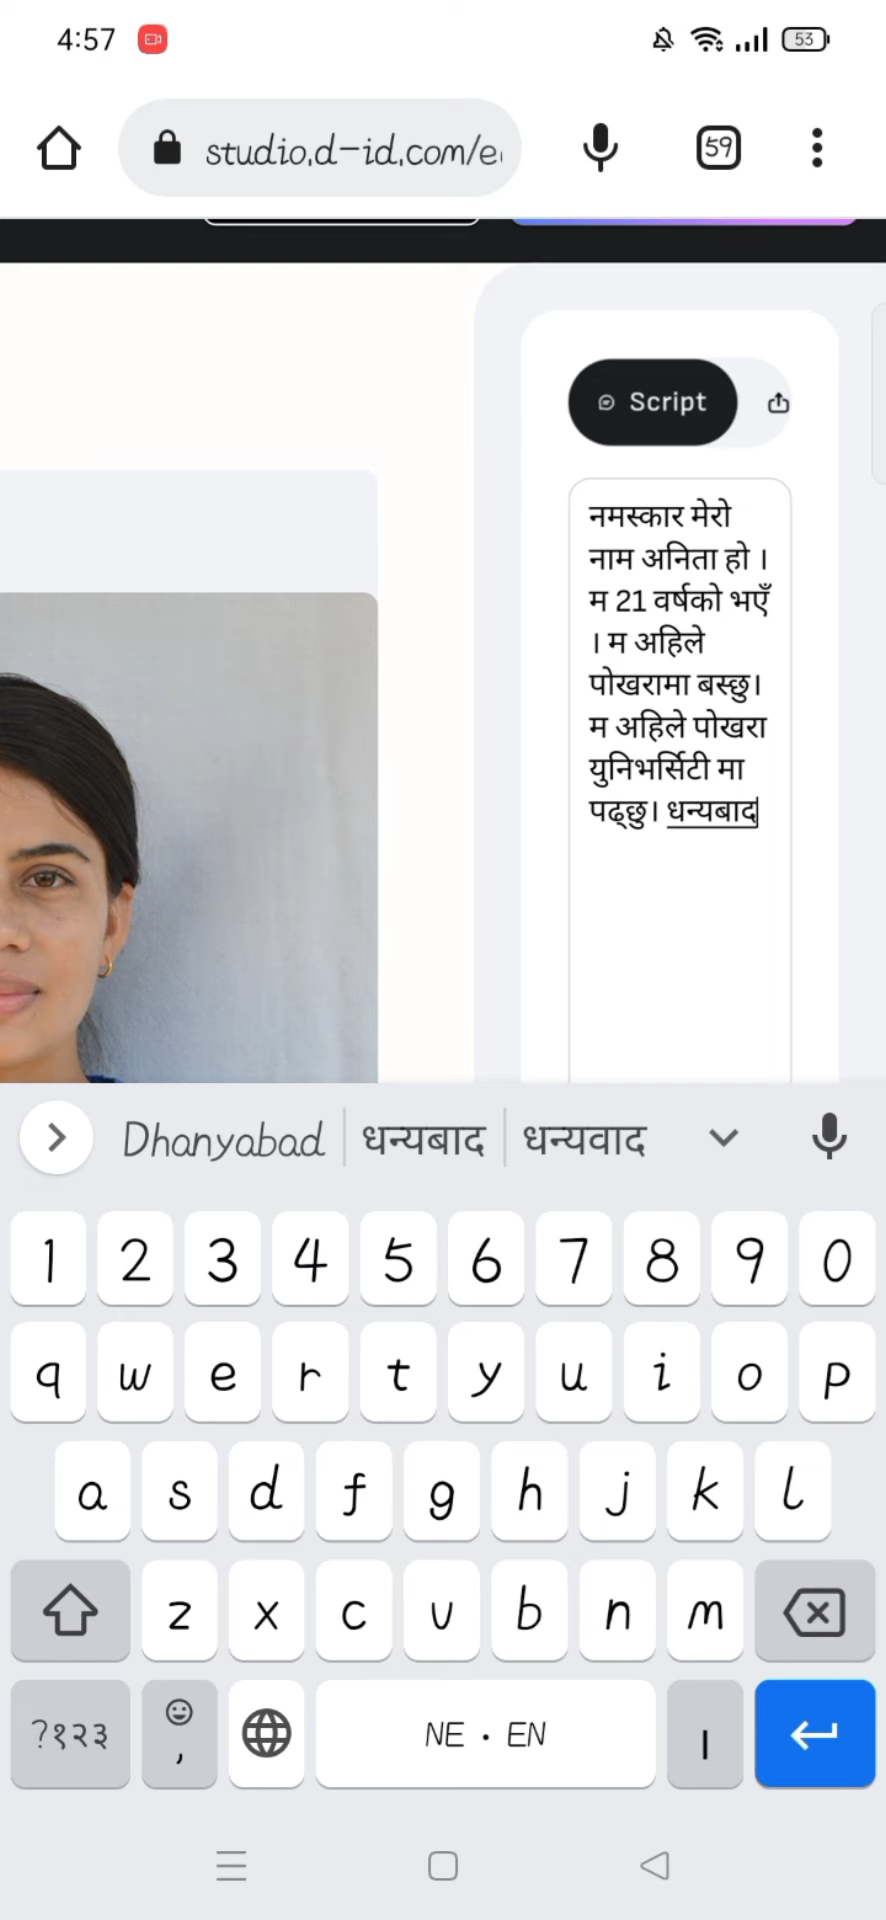 4:57
53
studio.d-id.com/e
59
Script
नमस्कार मेरो
नाम अनिता हो ।
म 21 वर्षको भएँ
। म अहिले
पोखरामा बस्छु।
म अहिले पोखरा
युनिभर्सिटी मा
पढ्छु। धन्यबाद
Dhanyabad धन्यबाद धन्यवाद
1 2 3 4 5 6 7 8 9 0
q w e r t y u i o p
a s d f g h j k l
z x c v b n m
?१२३ , NE • EN ।